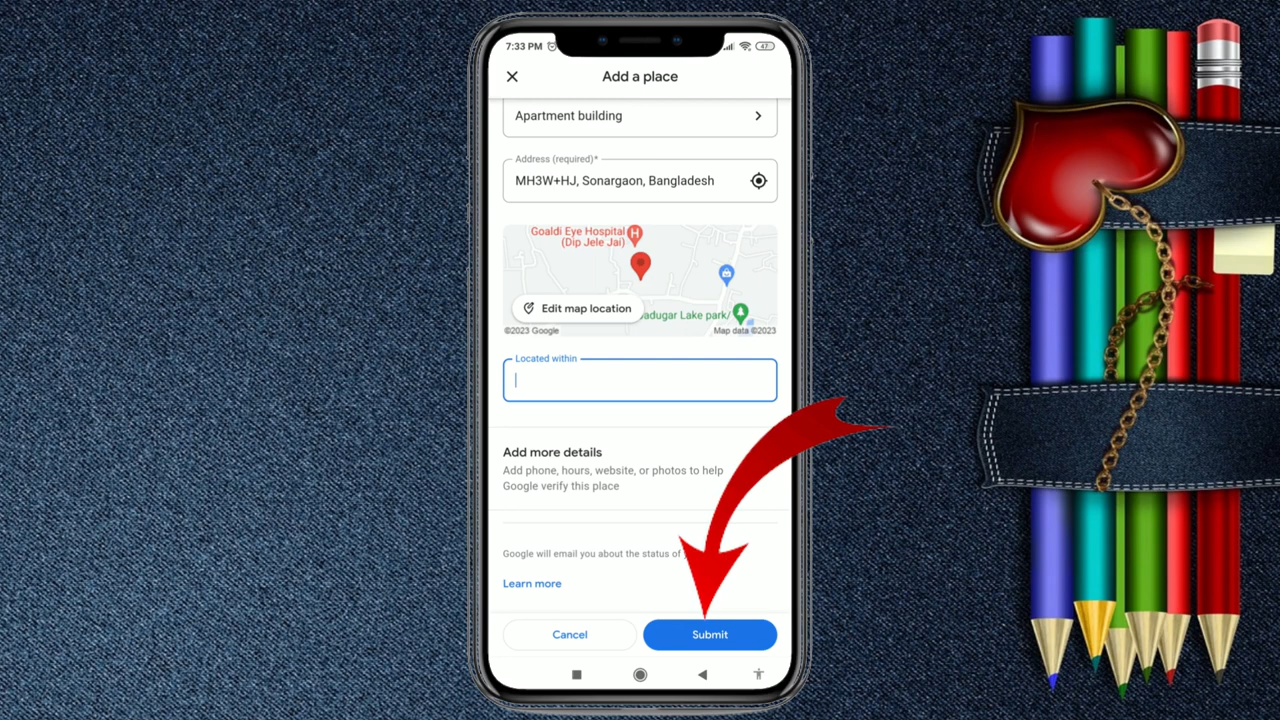 7:33 PM
47
Add a place
Apartment building
Address (required)*
MH3W+HJ, Sonargaon, Bangladesh
Goaldi Eye Hospital
(Dip Jele Jai)
H
Edit map location
adugar Lake park/
©2023 Google
Map data ©2023
Located within
Add more details
Add phone, hours, website, or photos to help
Google verify this place
Google will email you about the status of
Learn more
Cancel
Submit